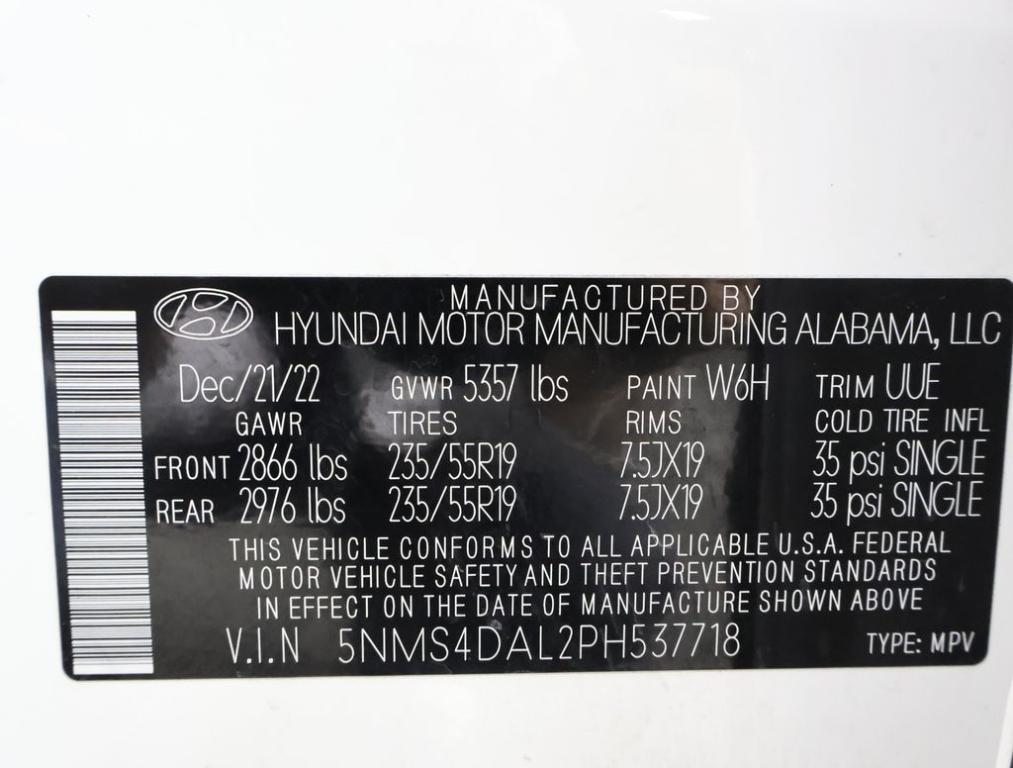 MANUFACTURED BY
HYUNDAI MOTOR MANUFACTURING ALABAMA, LLC
Dec/21/22 GVWR 5357 lbs PAINT W6H TRIM UUE
GAWR TIRES RIMS COLD TIRE INFL
FRONT 2866 lbs 235/55R19 7.5JX19 35 psi SINGLE
REAR 2976 lbs 235/55R19 7.5JX19 35 psi SINGLE
THIS VEHICLE CONFORMS TO ALL APPLICABLE U.S.A. FEDERAL
MOTOR VEHICLE SAFETY AND THEFT PREVENTION STANDARDS
IN EFFECT ON THE DATE OF MANUFACTURE SHOWN ABOVE
V.I.N 5NMS4DAL2PH537718 TYPE: MPV